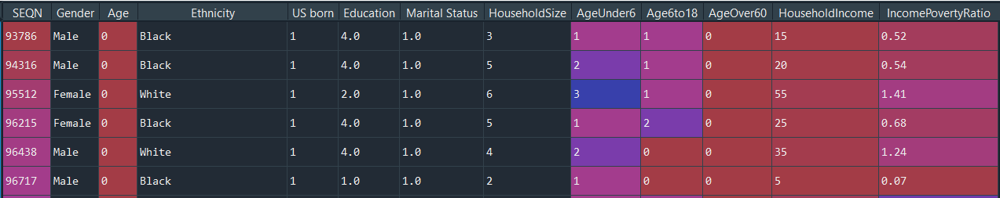 SEQN Gender Age Ethnicity US born Education Marital Status HouseholdSize AgeUnder6 Age6to18 AgeOver60 HouseholdIncome IncomePovertyRatio
93786 Male 0 Black 1 4.0 1.0 3 1 1 0 15 0.52
94316 Male 0 Black 1 4.0 1.0 5 2 1 0 20 0.54
95512 Female 0 White 1 2.0 1.0 6 3 1 0 55 1.41
96215 Female 0 Black 1 4.0 1.0 5 1 2 0 25 0.68
96438 Male 0 White 1 4.0 1.0 4 2 0 0 35 1.24
96717 Male 0 Black 1 1.0 1.0 2 1 0 0 5 0.07